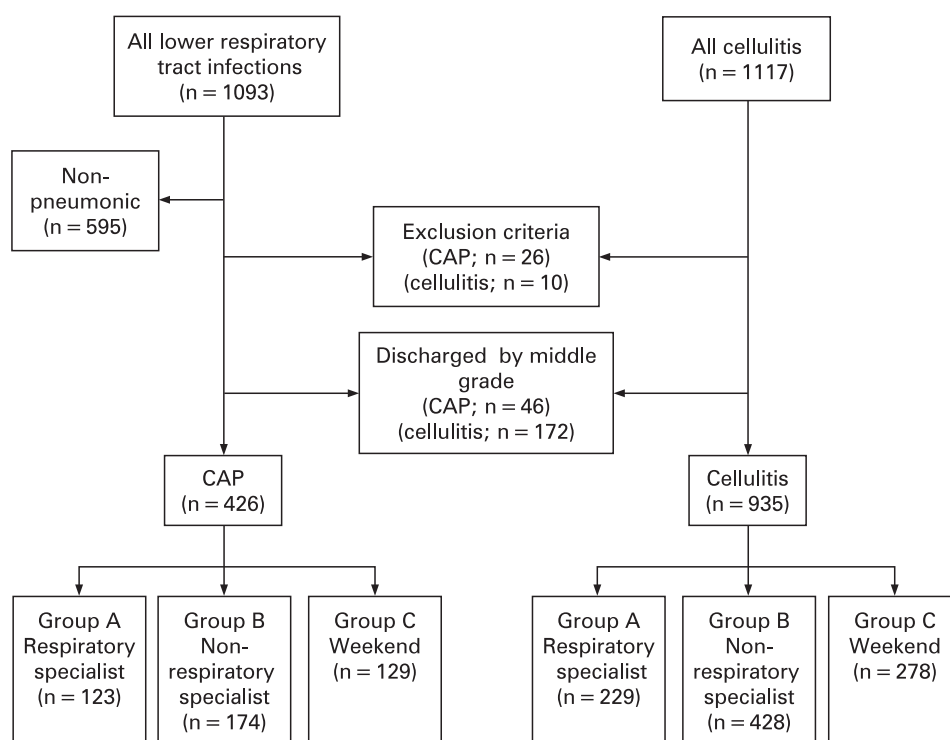 All lower respiratory
tract infections
(n = 1093)
All cellulitis
(n = 1117)
Non-
pneumonic
(n = 595)
Exclusion criteria
(CAP; n = 26)
(cellulitis; n = 10)
Discharged by middle
grade
(CAP; n = 46)
(cellulitis; n = 172)
CAP
(n = 426)
Cellulitis
(n = 935)
Group A
Respiratory
specialist
(n = 123)
Group B
Non-
respiratory
specialist
(n = 174)
Group C
Weekend
(n = 129)
Group A
Respiratory
specialist
(n = 229)
Group B
Non-
respiratory
specialist
(n = 428)
Group C
Weekend
(n = 278)